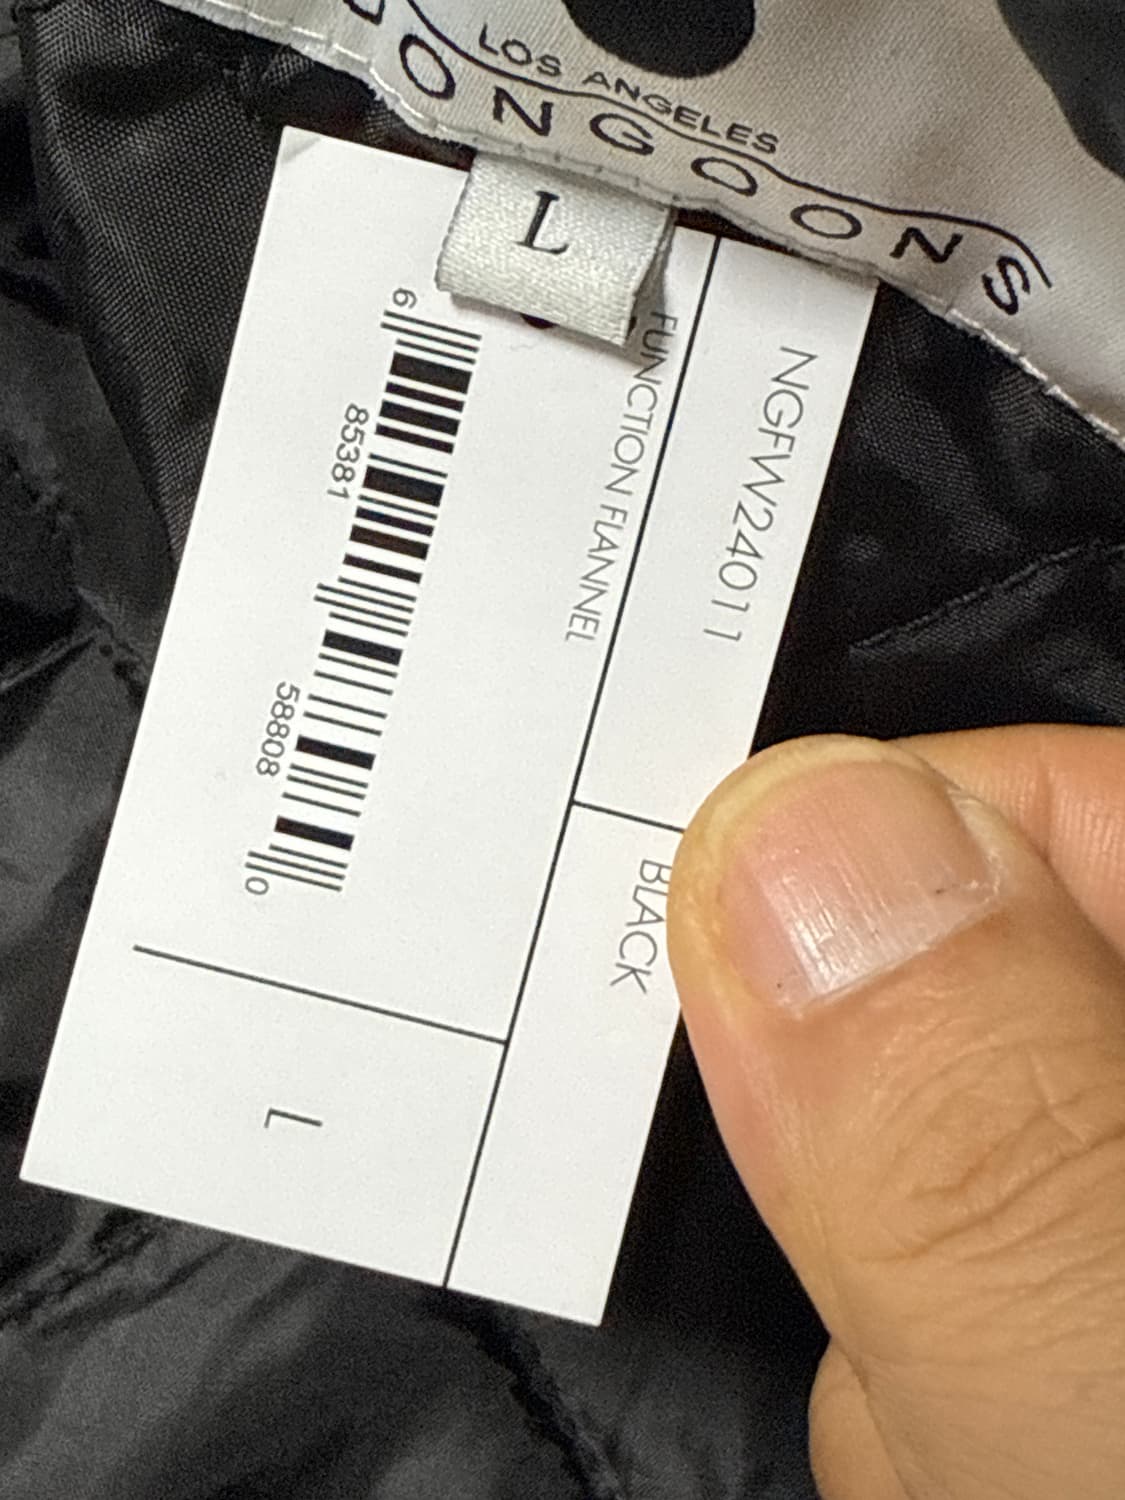 LOS ANGELES
ONGOONS
L
NGFW24011
BLACK
FUNCTION FLANNEL
6 85381 58808 0
L